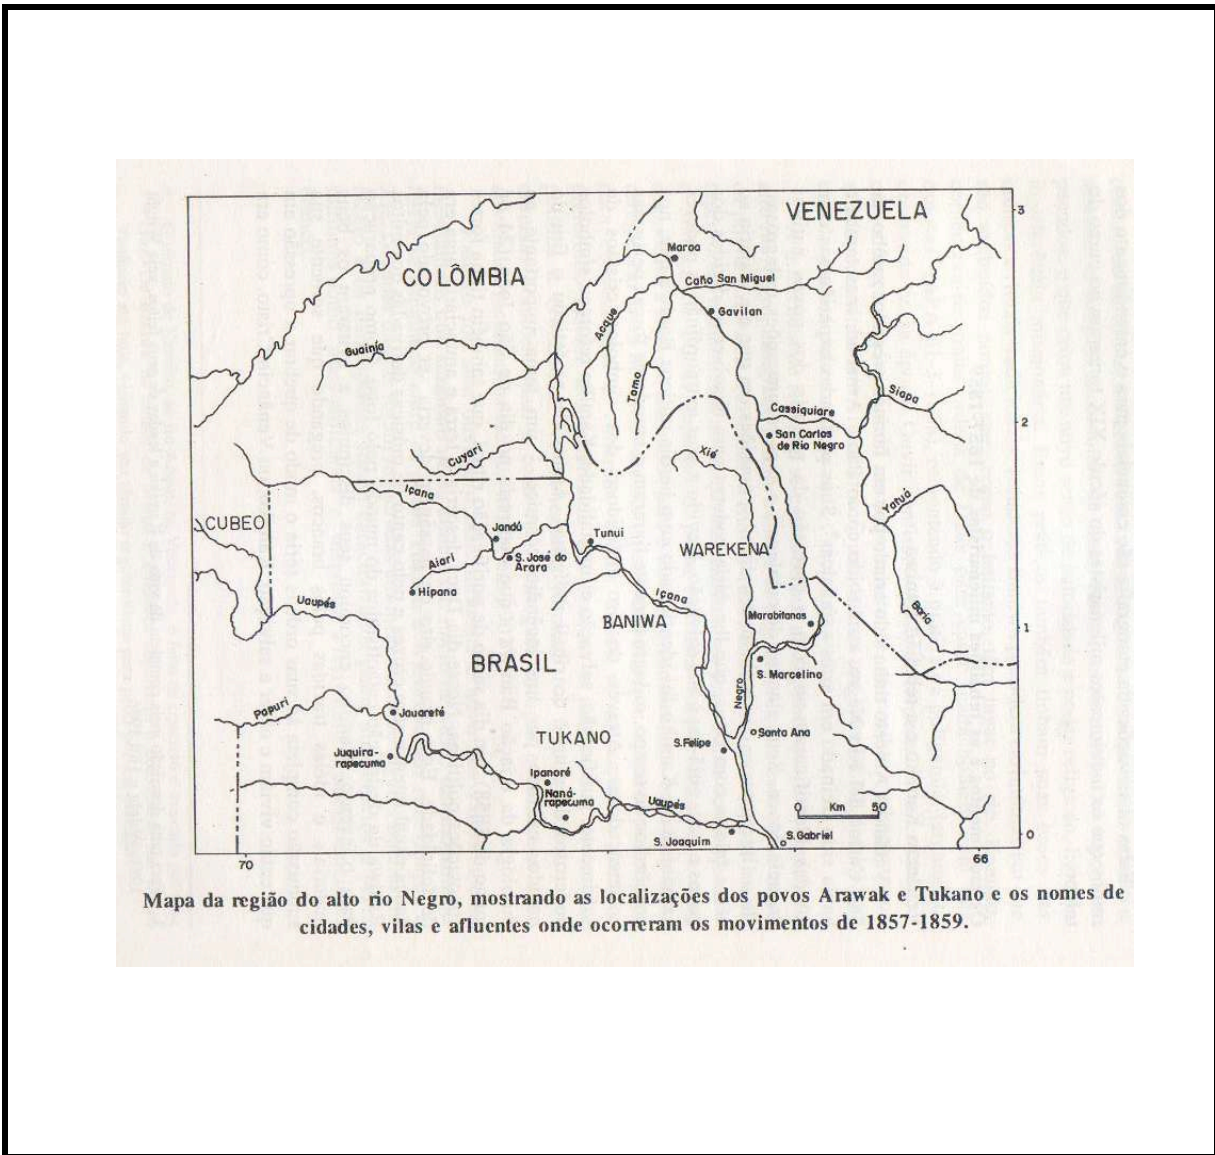 VENEZUELA
3
Maroa
COLÔMBIA
Caño San Miguel
Acque
Gavilan
Guainía
Tomo
Siapa
Cassiquiare
2
San Carlos
de Rio Negro
Cuyari
Xié
Içana
Yatuá
CUBEO
Jandú
Tunui
WAREKENA
S. José do
Arara
Aiari
Hipana
Içana
Uaupés
Baria
Marabitanas
BANIWA
1
BRASIL
S. Marcelino
Negro
Papuri
Jauareté
Santa Ana
TUKANO
S. Felipe
Juquira-
rapecuma
Ipanoré
Naná-
rapecuma
Uaupés
0 Km 50
S. Joaquim
S. Gabriel
0
70
66
Mapa da região do alto rio Negro, mostrando as localizações dos povos Arawak e Tukano e os nomes de
cidades, vilas e afluentes onde ocorreram os movimentos de 1857-1859.